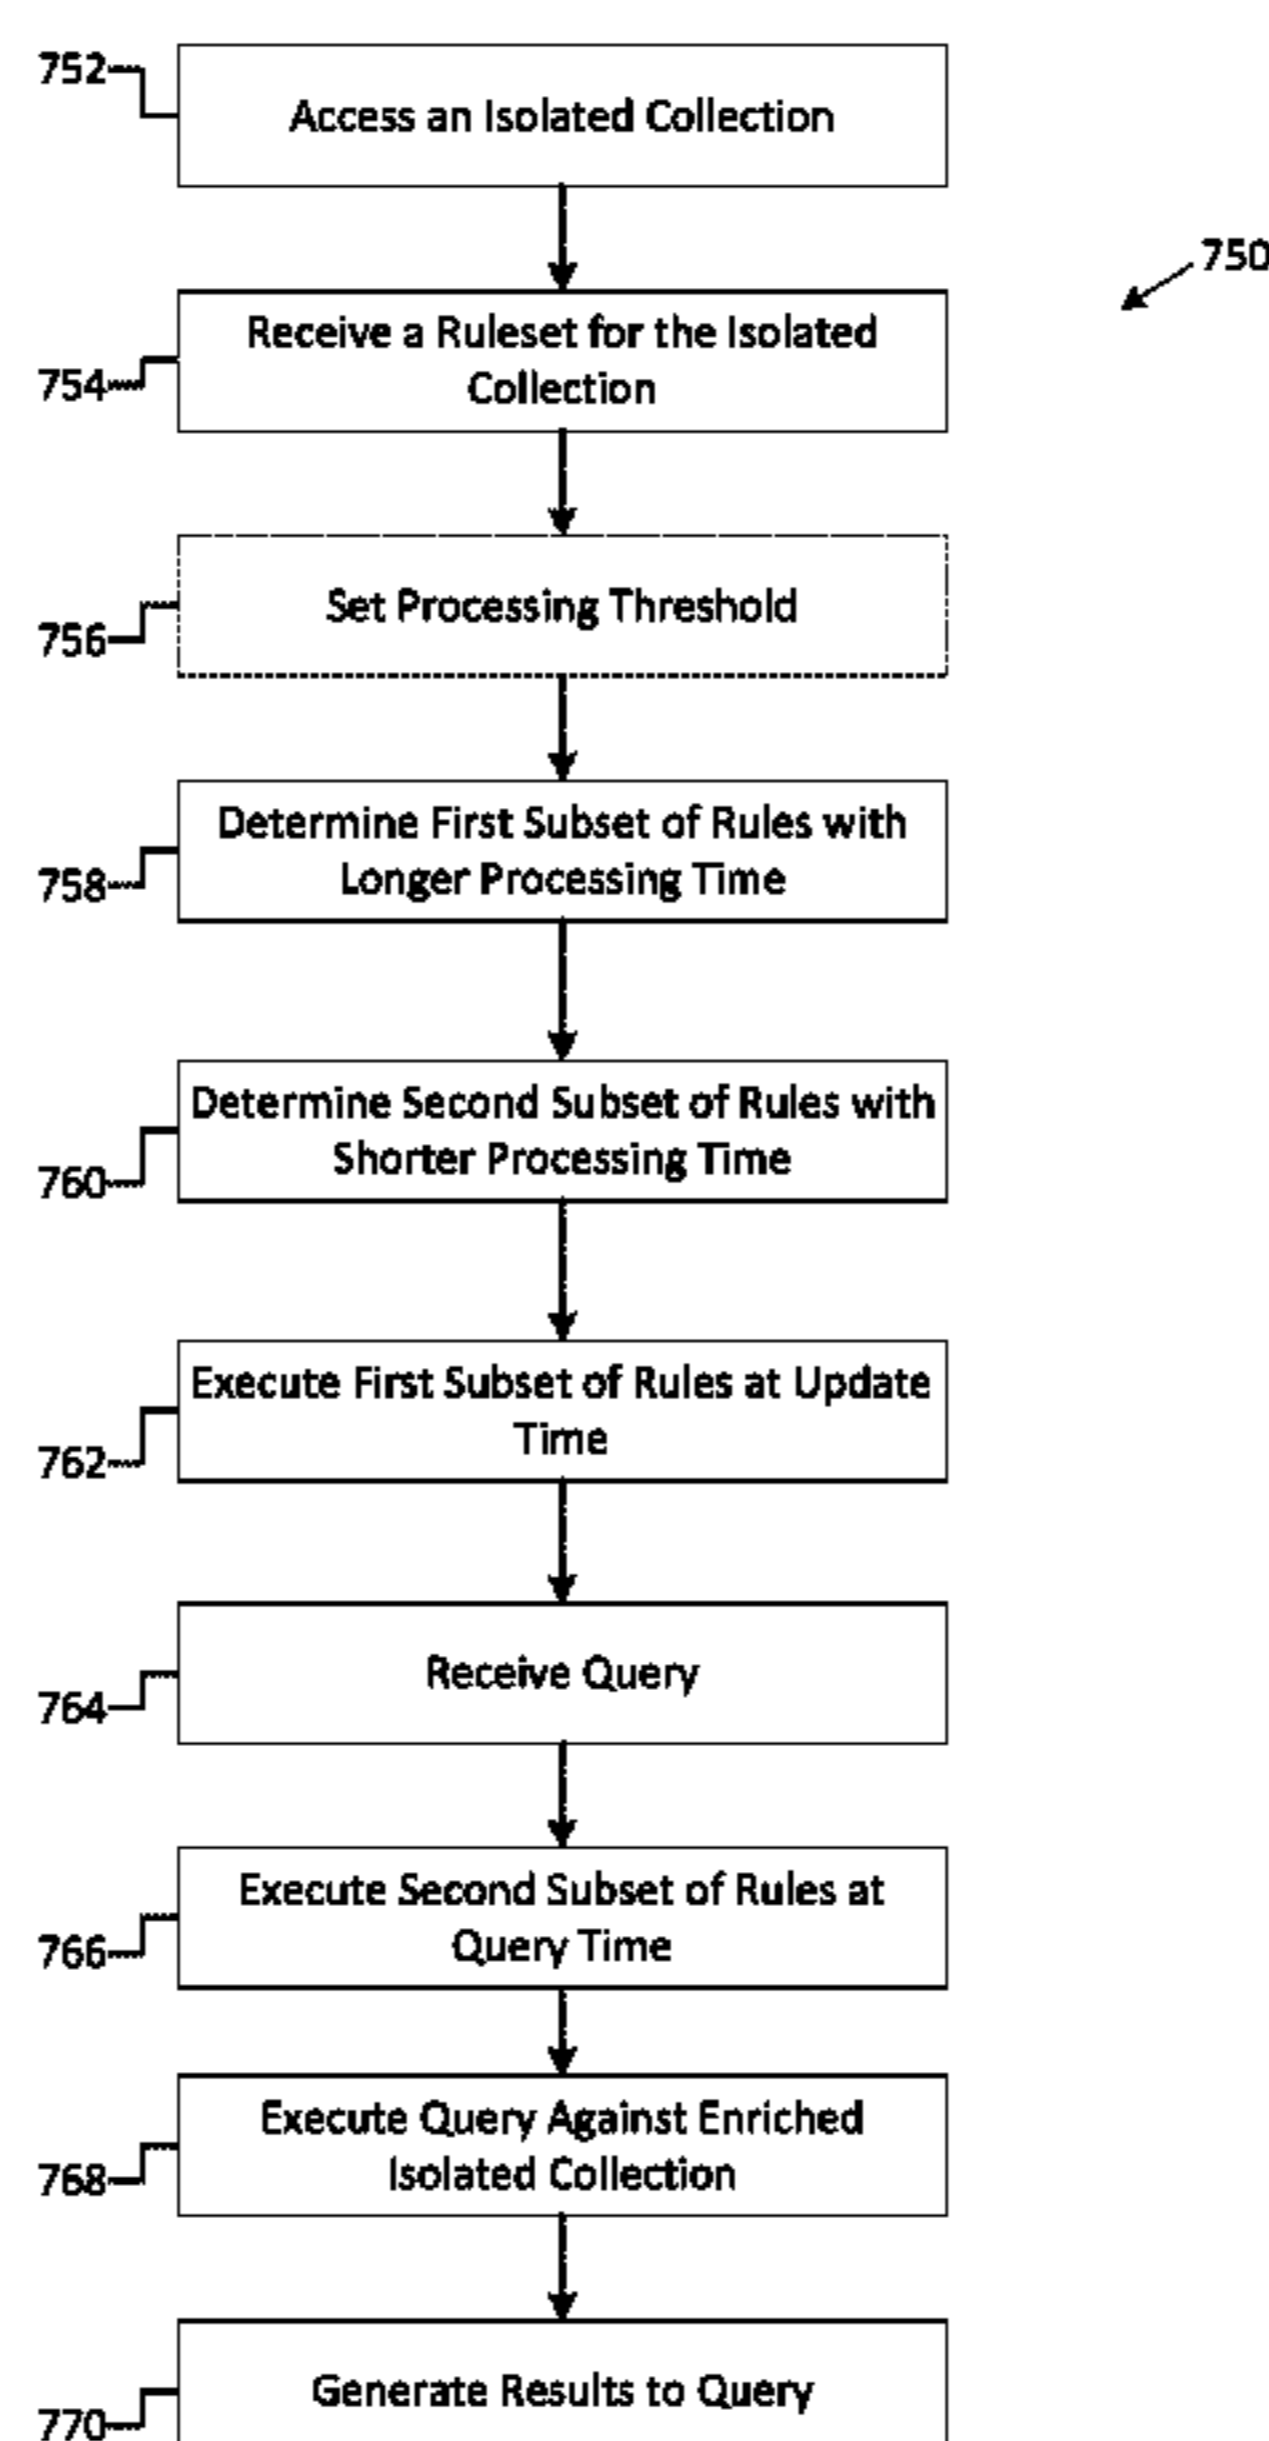 752
Access an Isolated Collection
750
Receive a Ruleset for the Isolated
Collection
754
Set Processing Threshold
756
Determine First Subset of Rules with
Longer Processing Time
758
Determine Second Subset of Rules with
Shorter Processing Time
760
Execute First Subset of Rules at Update
Time
762
Receive Query
764
Execute Second Subset of Rules at
Query Time
766
Execute Query Against Enriched
Isolated Collection
768
Generate Results to Query
770